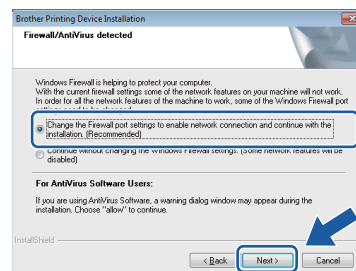 Brother Printing Device Installation
Firewall/AntiVirus detected
Windows Firewall is helping to protect your computer.
With the current firewall settings some of the network features on your machine will not work.
In order for all the network features of the machine to work, some of the Windows Firewall port
settings need to be changed.
Change the Firewall port settings to enable network connection and continue with the
installation. (Recommended)
Continue without changing the Windows Firewall settings. (Some network features will be
disabled)
For AntiVirus Software Users:
If you are using AntiVirus Software, a warning dialog window may appear during the
installation. Choose "allow" to continue.
InstallShield
< Back
Next >
Cancel